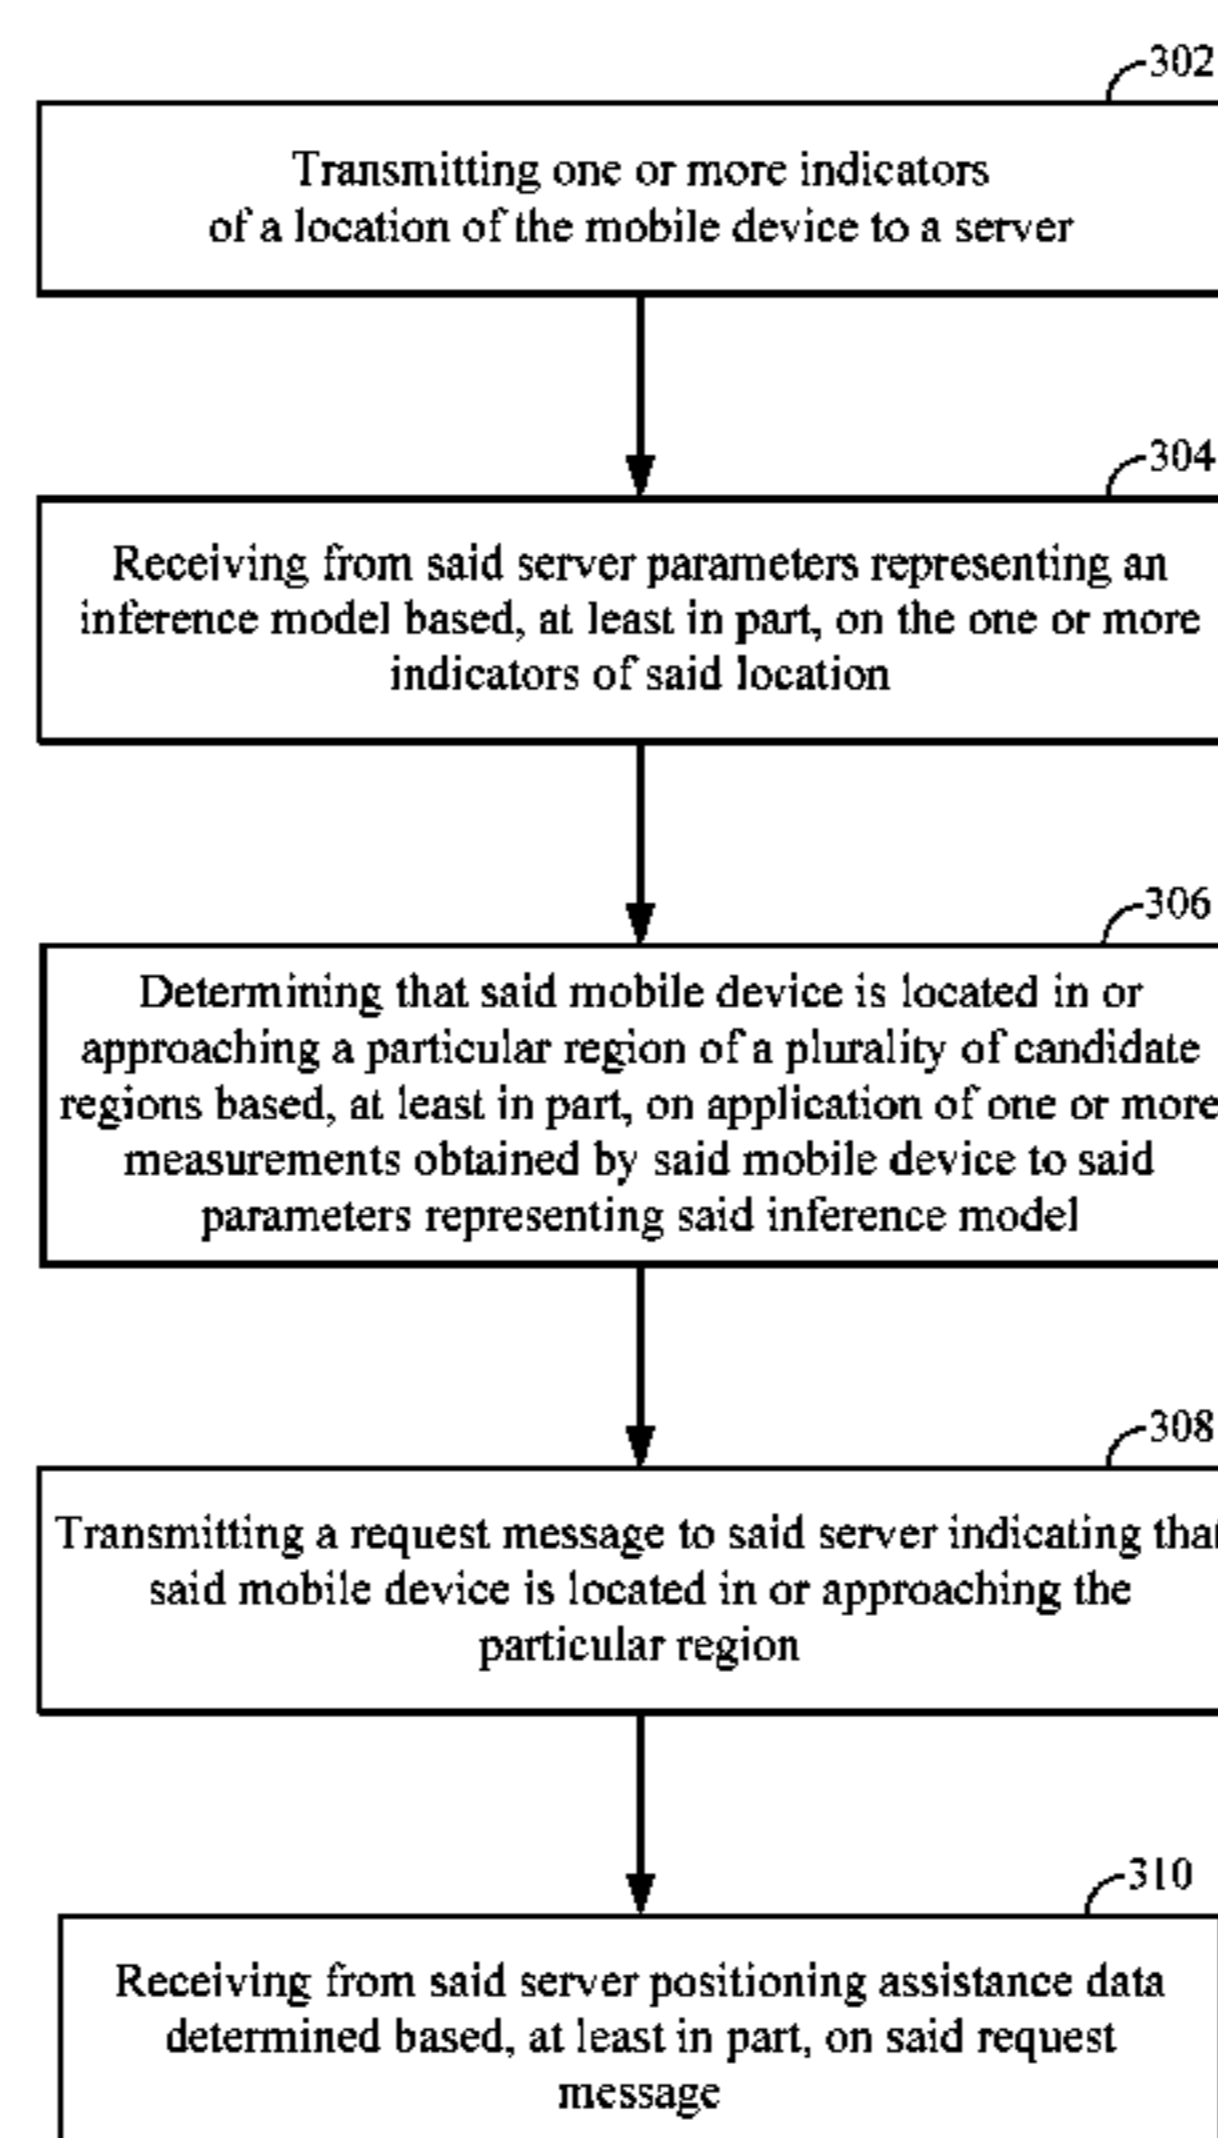 302
Transmitting one or more indicators
of a location of the mobile device to a server
304
Receiving from said server parameters representing an
inference model based, at least in part, on the one or more
indicators of said location
306
Determining that said mobile device is located in or
approaching a particular region of a plurality of candidate
regions based, at least in part, on application of one or more
measurements obtained by said mobile device to said
parameters representing said inference model
308
Transmitting a request message to said server indicating that
said mobile device is located in or approaching the
particular region
310
Receiving from said server positioning assistance data
determined based, at least in part, on said request
message